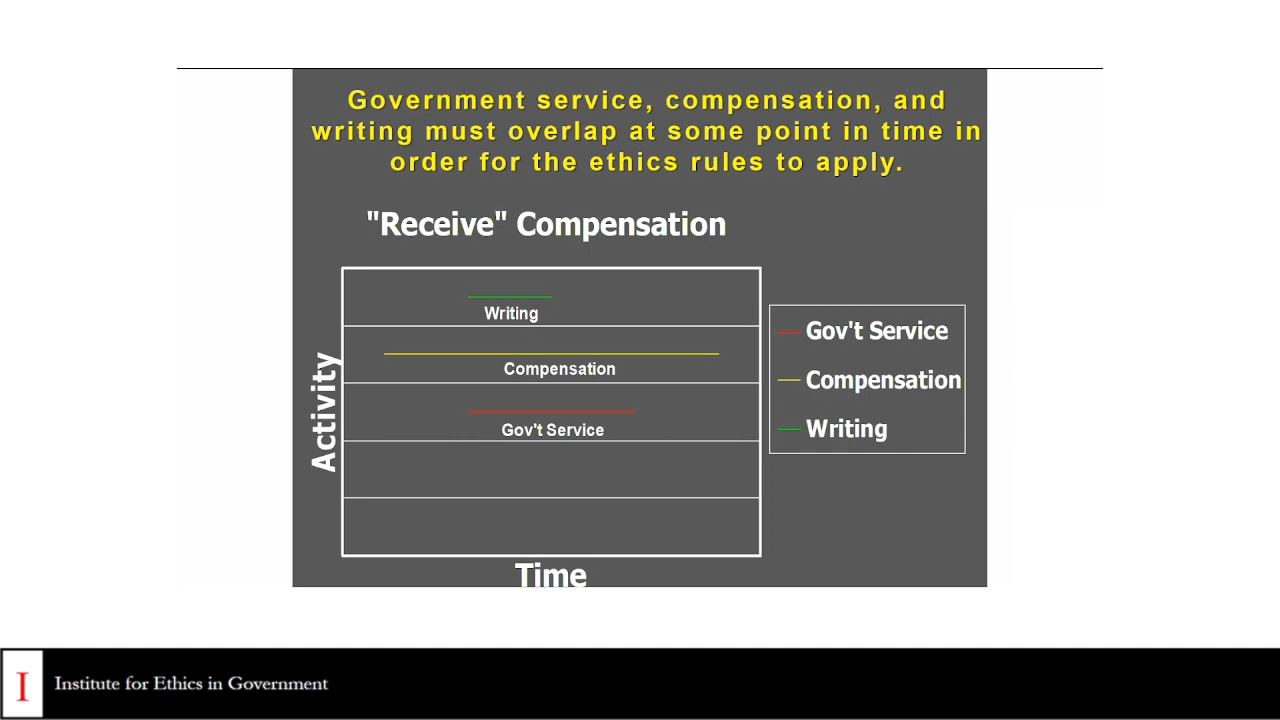 Government service, compensation, and
writing must overlap at some point in time in
order for the ethics rules to apply.
"Receive" Compensation
Writing
Compensation
Gov't Service
Activity
Time
Gov't Service
Compensation
Writing
I
Institute for Ethics in Government